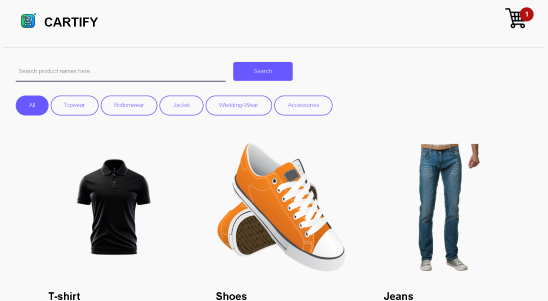 CARTIFY
1
Search product names here...
Search
All
Topwear
Bottomwear
Jacket
Wedding-Wear
Accessories
T-shirt
Shoes
Jeans